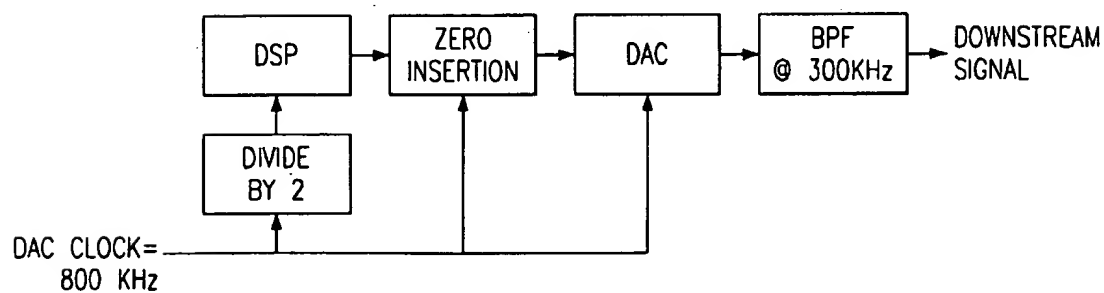 DSP
ZERO
INSERTION
DAC
BPF
@ 300KHz
DOWNSTREAM
SIGNAL
DIVIDE
BY 2
DAC CLOCK=
800 KHz